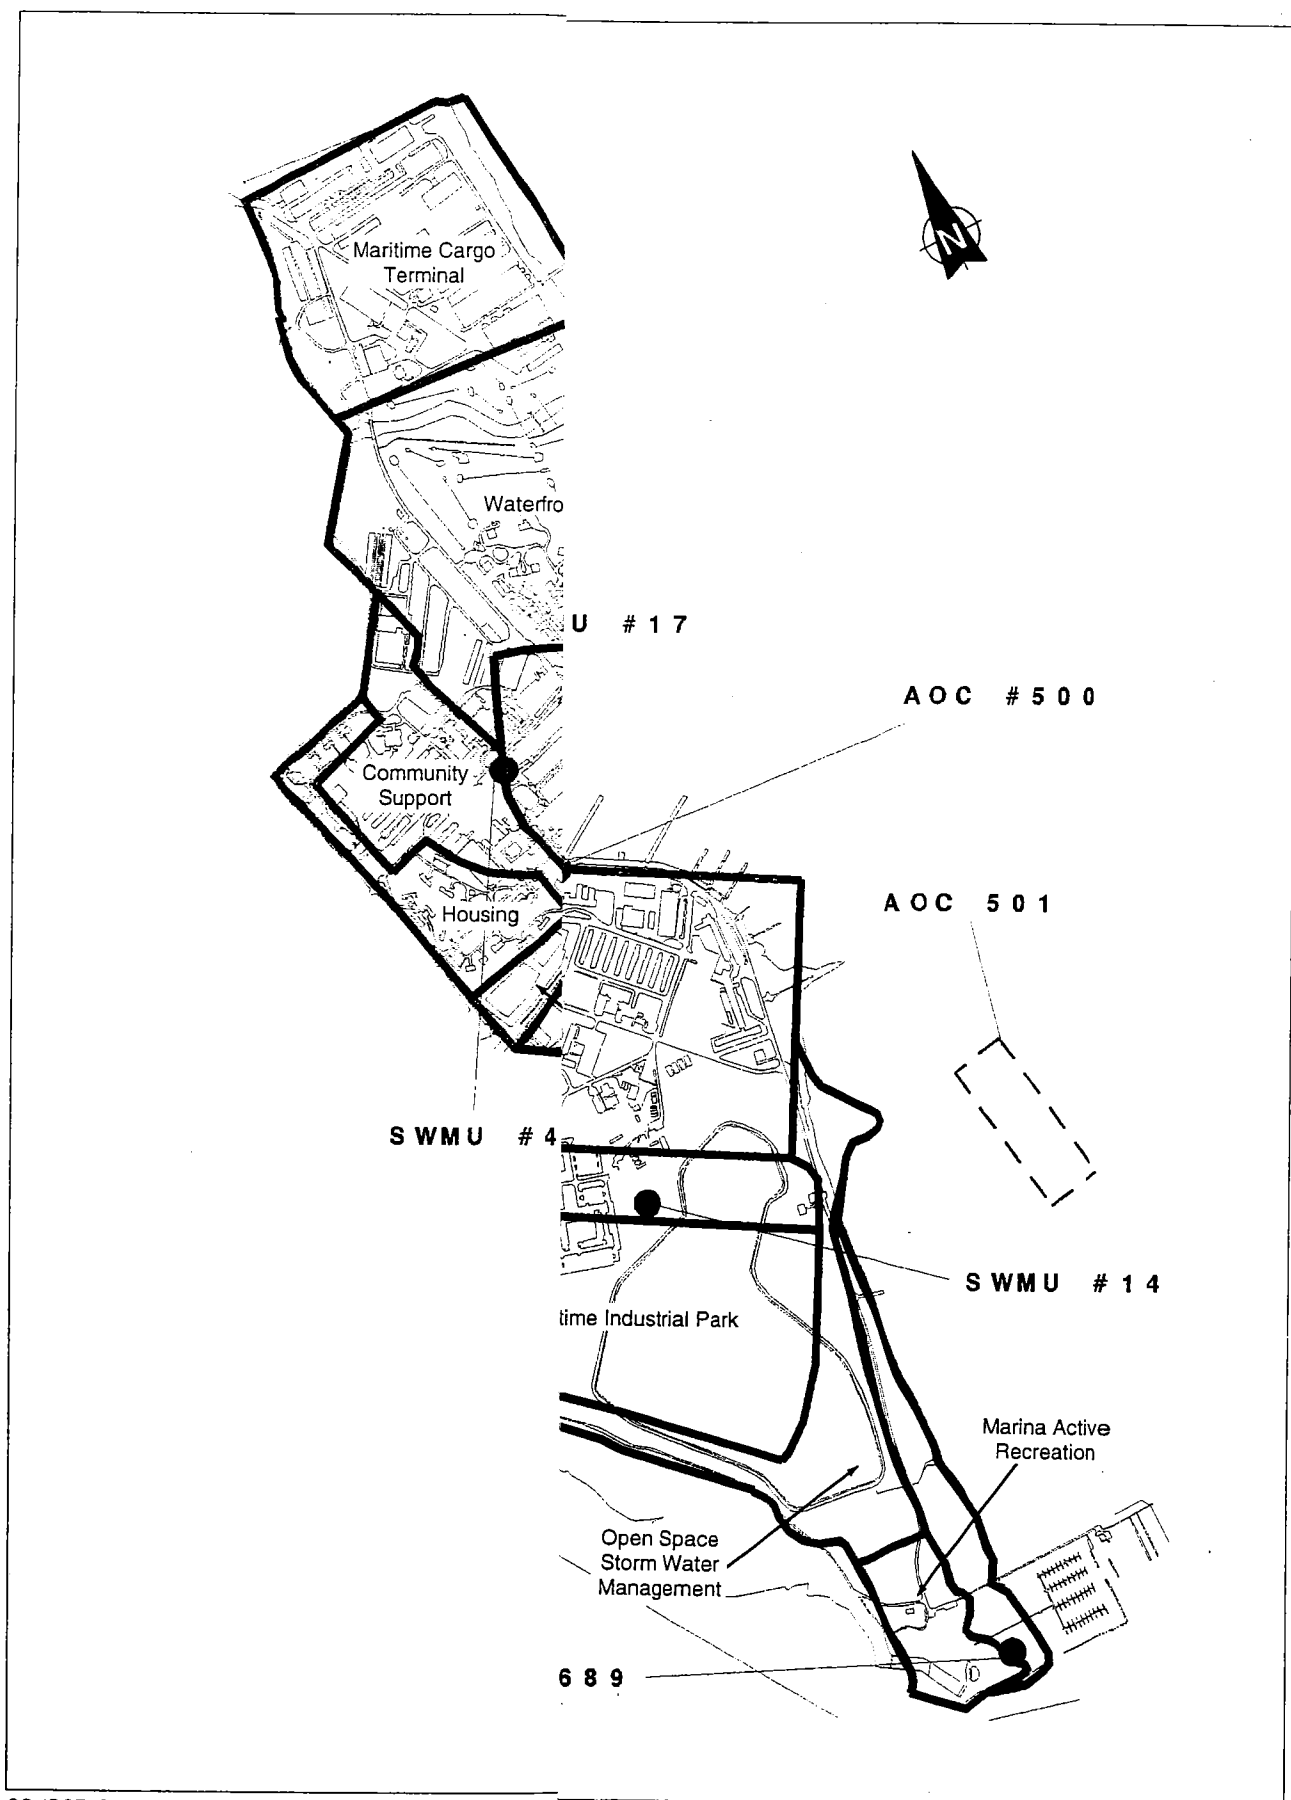 N
Maritime Cargo
Terminal
Waterfro
U #17
AOC #500
Community
Support
AOC 501
Housing
SWMU #4
SWMU #14
time Industrial Park
Marina Active
Recreation
Open Space
Storm Water
Management
689